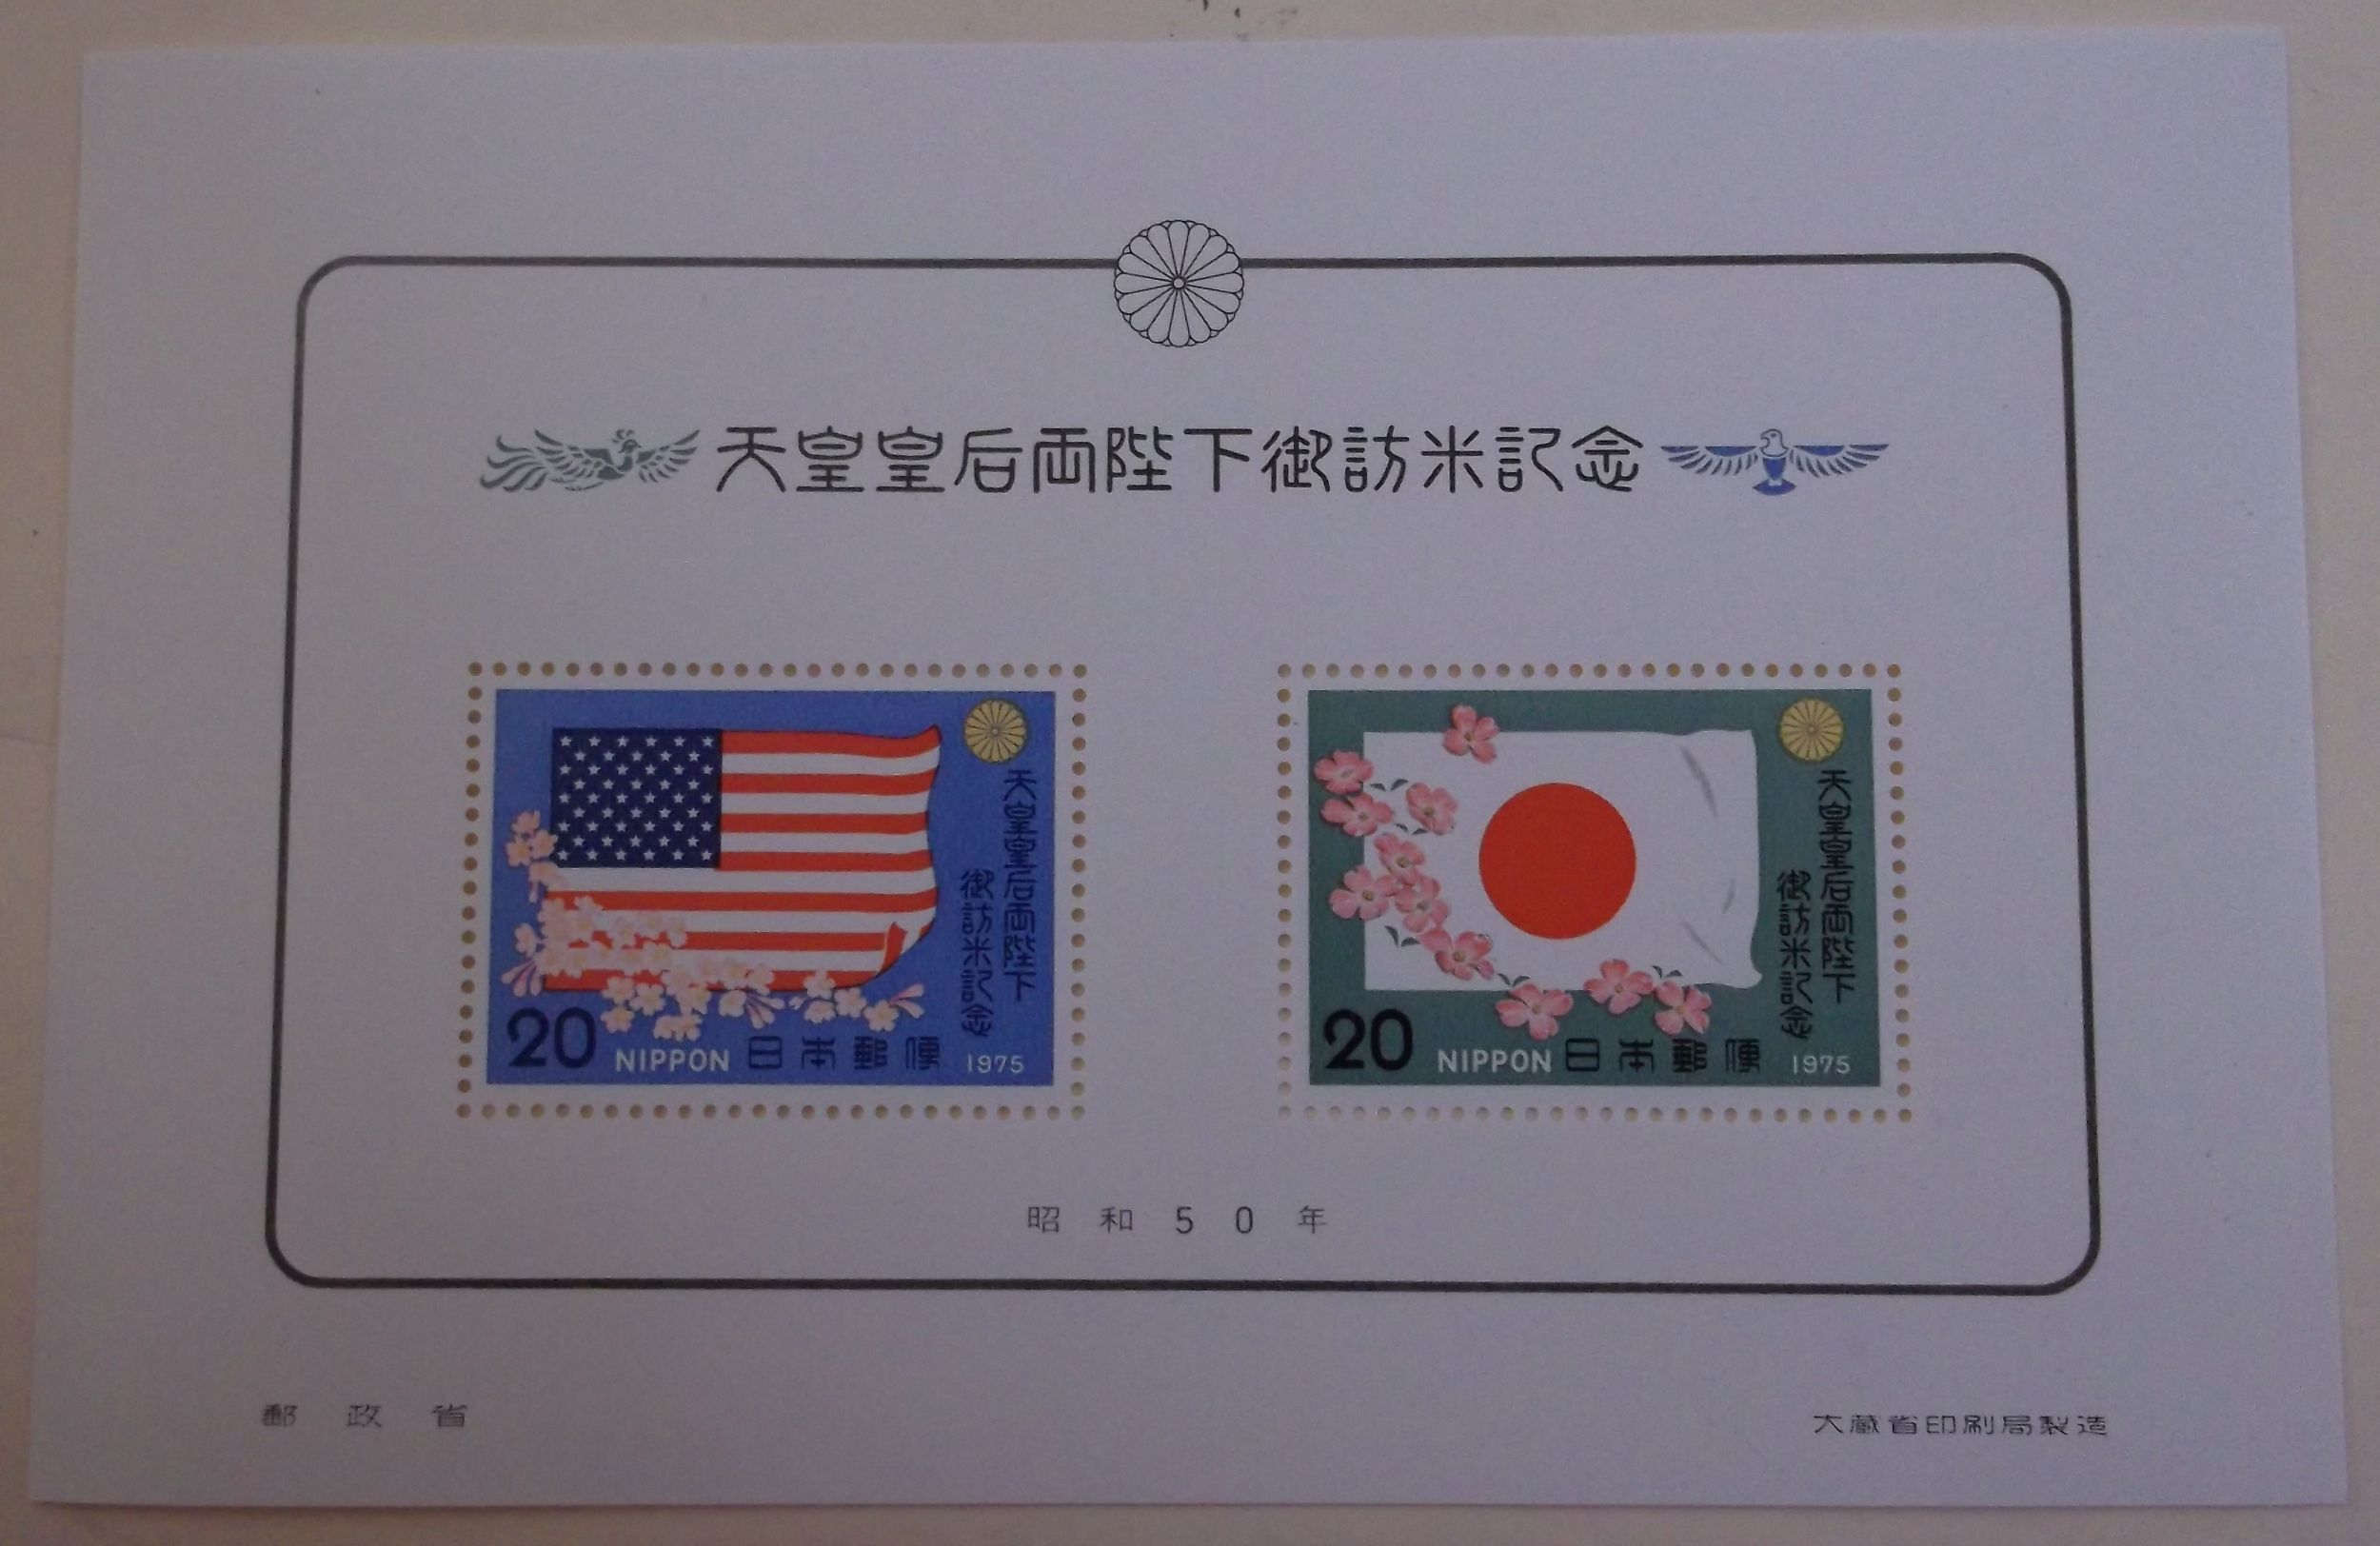 天皇皇后両陛下御訪米記念
天皇皇后両陛下
御訪米記念
20 NIPPON 日本郵便 1975
天皇皇后両陛下
御訪米記念
20 NIPPON 日本郵便 1975
昭和50年
郵政省
大蔵省印刷局製造